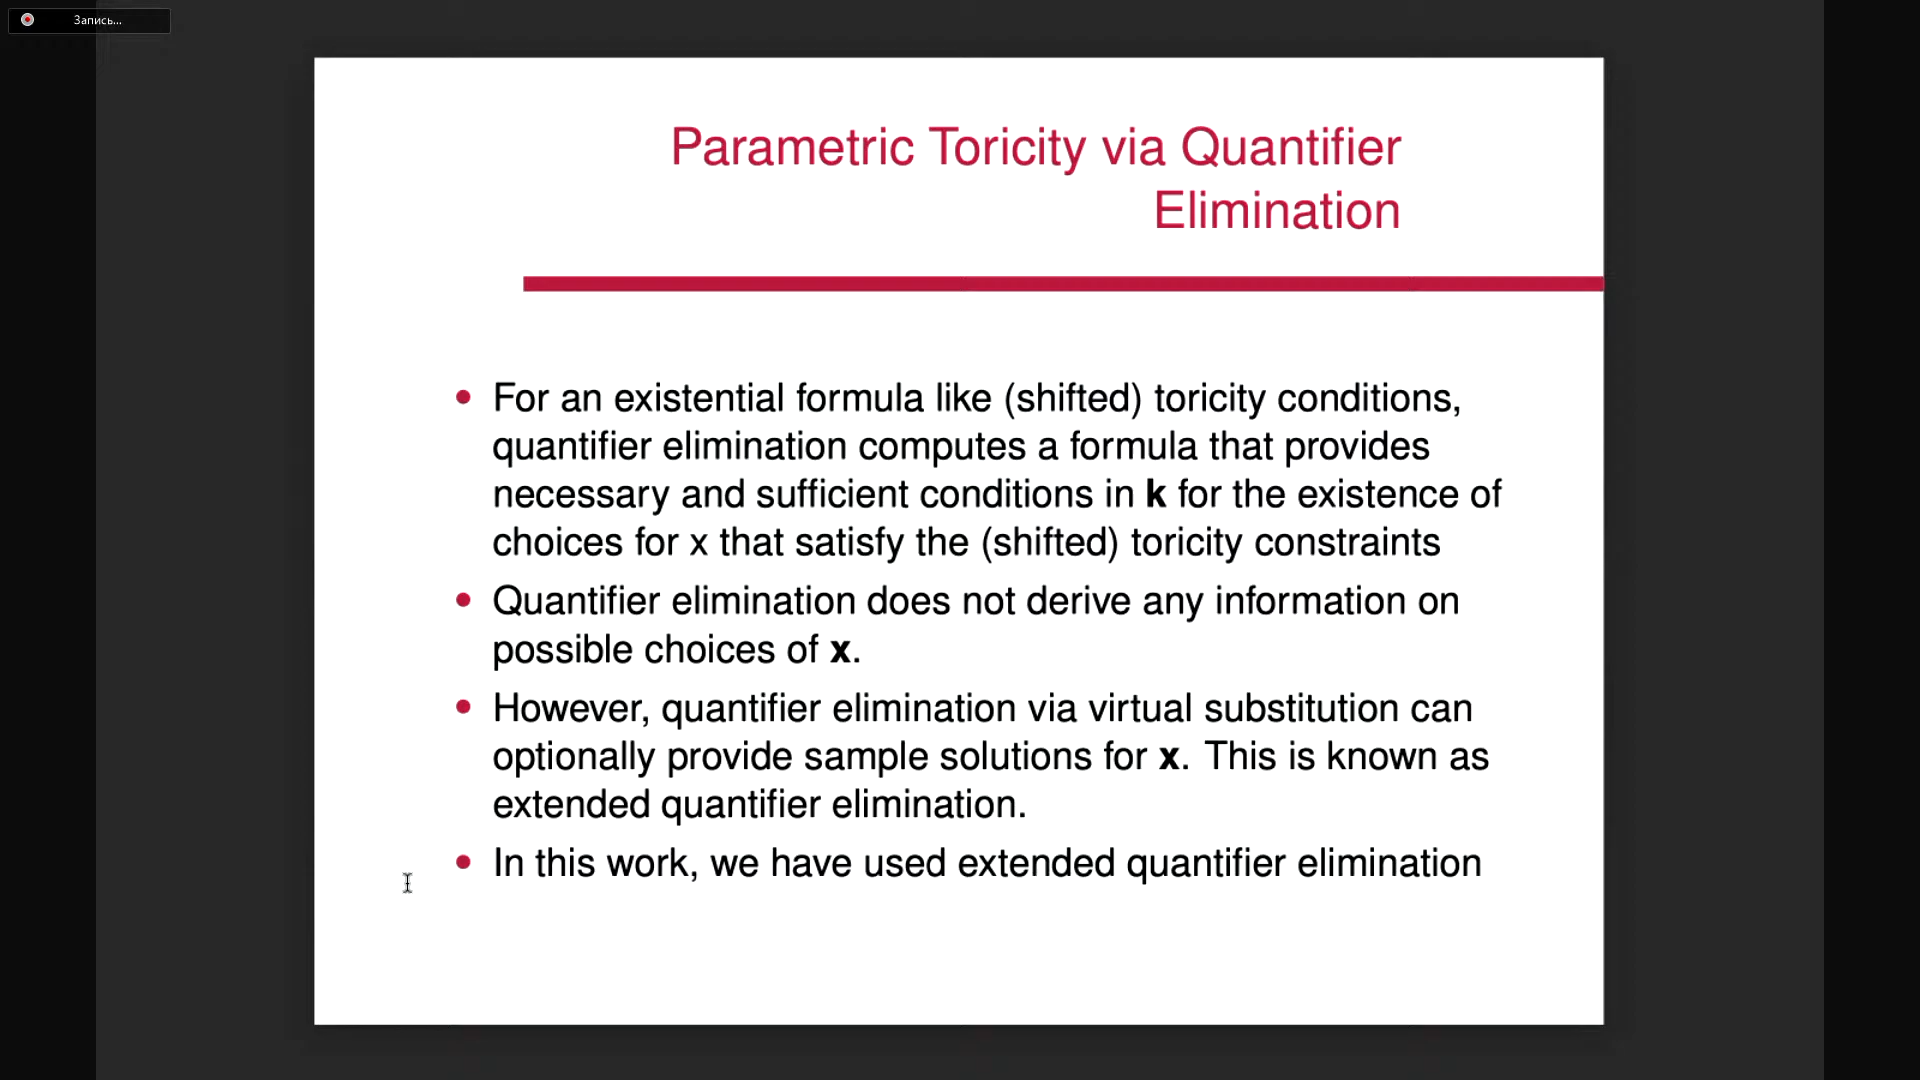 Запись...
Parametric Toricity via Quantifier
Elimination
• For an existential formula like (shifted) toricity conditions,
quantifier elimination computes a formula that provides
necessary and sufficient conditions in k for the existence of
choices for x that satisfy the (shifted) toricity constraints
• Quantifier elimination does not derive any information on
possible choices of x.
• However, quantifier elimination via virtual substitution can
optionally provide sample solutions for x. This is known as
extended quantifier elimination.
• In this work, we have used extended quantifier elimination